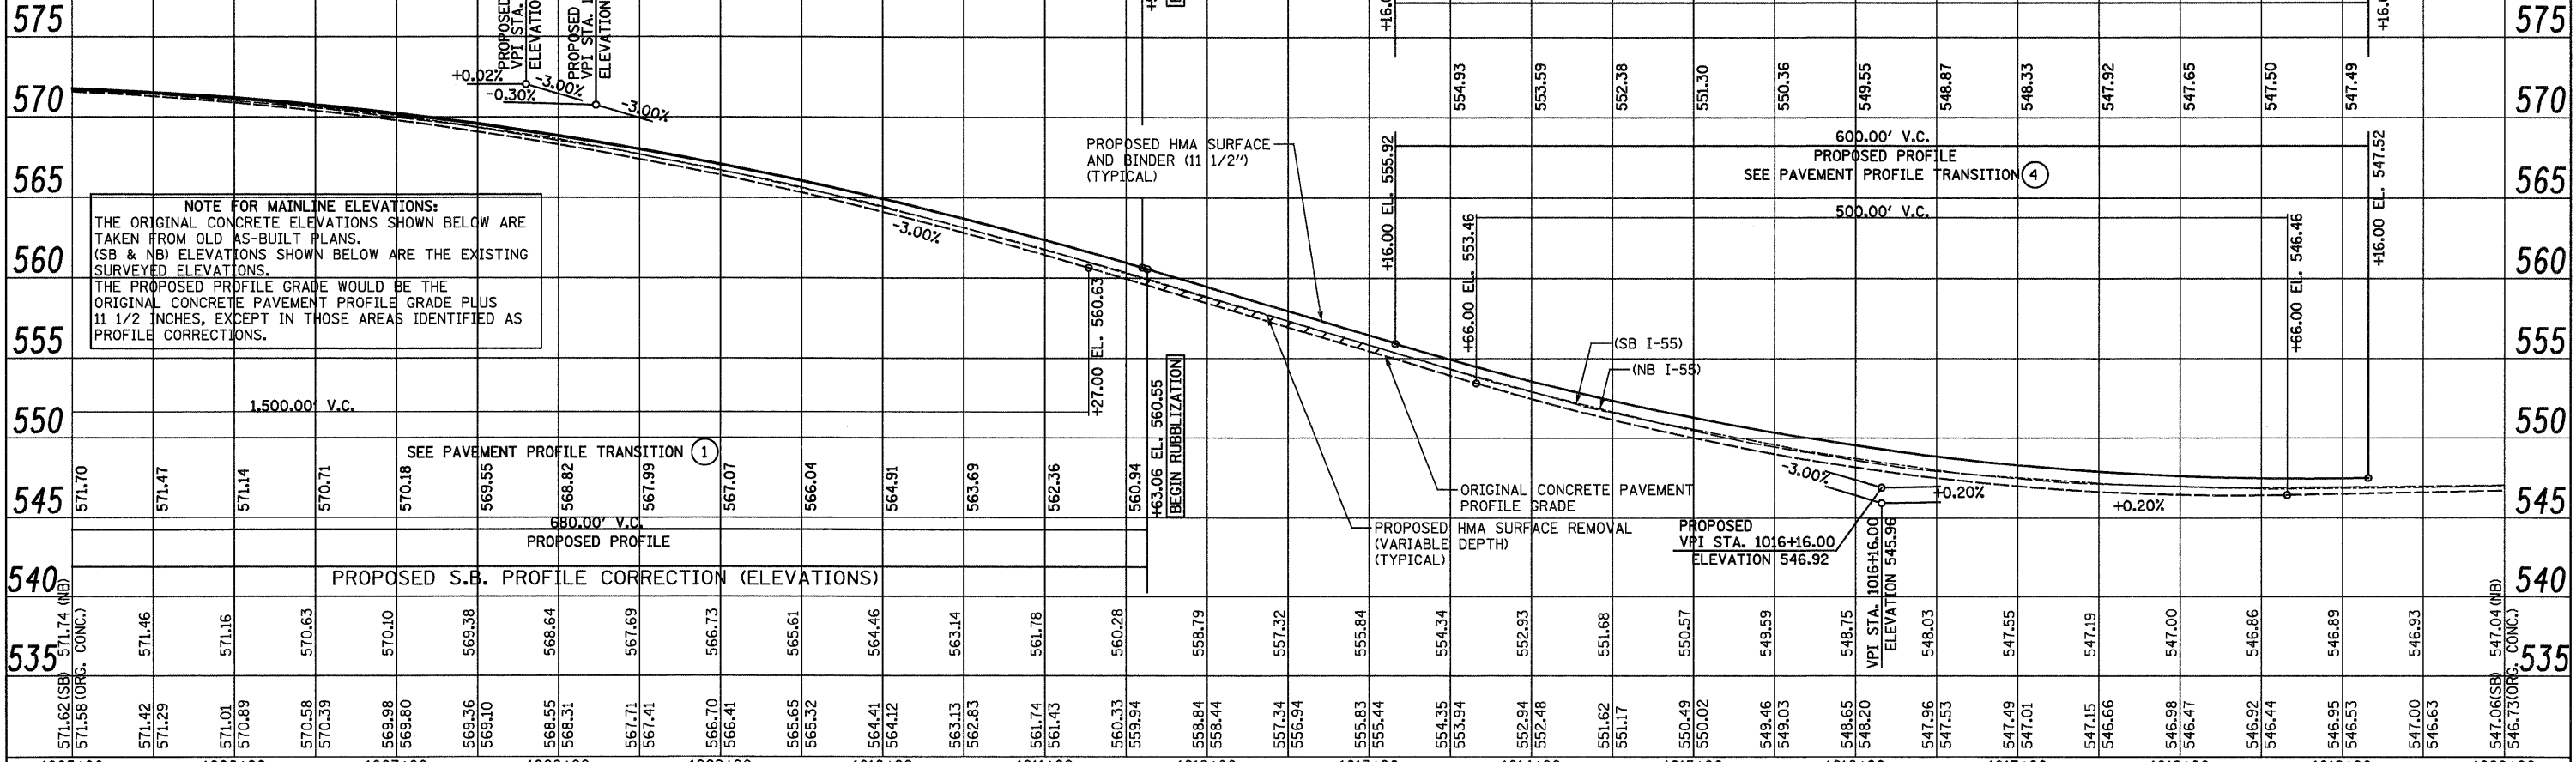 575
570
565
560
555
550
545
540
535
PROPOSED
VPI STA.
ELEVATIO
PROPOSED
VPI STA. 1
ELEVATION
+0.02%
-3.00%
-0.30%
-3.00%
NOTE FOR MAINLINE ELEVATIONS:
THE ORIGINAL CONCRETE ELEVATIONS SHOWN BELOW ARE
TAKEN FROM OLD AS-BUILT PLANS.
(SB & NB) ELEVATIONS SHOWN BELOW ARE THE EXISTING
SURVEYED ELEVATIONS.
THE PROPOSED PROFILE GRADE WOULD BE THE
ORIGINAL CONCRETE PAVEMENT PROFILE GRADE PLUS
11 1/2 INCHES, EXCEPT IN THOSE AREAS IDENTIFIED AS
PROFILE CORRECTIONS.
-3.00%
1,500.00' V.C.
+27.00 EL. 560.63
SEE PAVEMENT PROFILE TRANSITION 1
571.70
571.47
571.14
570.71
570.18
569.55
568.82
567.99
567.07
566.04
564.91
563.69
562.36
560.94
+63.06 EL. 560.55
BEGIN RUBBLIZATION
680.00' V.C.
PROPOSED PROFILE
PROPOSED S.B. PROFILE CORRECTION (ELEVATIONS)
PROPOSED HMA SURFACE
AND BINDER (11 1/2")
(TYPICAL)
+16.00 EL. 555.92
554.93
553.59
552.38
551.30
550.36
549.55
548.87
548.33
547.92
547.65
547.50
547.49
600.00' V.C.
PROPOSED PROFILE
SEE PAVEMENT PROFILE TRANSITION 4
500.00' V.C.
+66.00 EL. 553.46
+66.00 EL. 546.46
+16.00 EL. 547.52
(SB I-55)
(NB I-55)
ORIGINAL CONCRETE PAVEMENT
PROFILE GRADE
PROPOSED HMA SURFACE REMOVAL
(VARIABLE DEPTH)
(TYPICAL)
-3.00%
+0.20%
+0.20%
PROPOSED
VPI STA. 1016+16.00
ELEVATION 546.92
VPI STA. 1016+16.00
ELEVATION 545.96
575
570
565
560
555
550
545
540
535
571.74 (NB)
571.46
571.16
570.63
570.10
569.38
568.64
567.69
566.73
565.61
564.46
563.14
561.78
560.28
558.79
557.32
555.84
554.34
552.93
551.68
550.57
549.59
548.75
548.03
547.55
547.19
547.00
546.86
546.89
546.93
547.04 (NB)
571.62 (SB)
571.58 (ORG. CONC.)
571.42
571.29
571.01
570.89
570.58
570.39
569.98
569.80
569.36
569.10
568.55
568.31
567.71
567.41
566.70
566.41
565.65
565.32
564.41
564.12
563.13
562.83
561.74
561.43
560.33
559.94
558.84
558.44
557.34
556.94
555.83
555.44
554.35
553.94
552.94
552.48
551.62
551.17
550.49
550.02
549.46
549.03
548.65
548.20
547.96
547.53
547.49
547.01
547.15
546.66
546.98
546.47
546.92
546.44
546.95
546.53
547.00
546.63
547.06(SB)
546.73(ORG. CONC.)